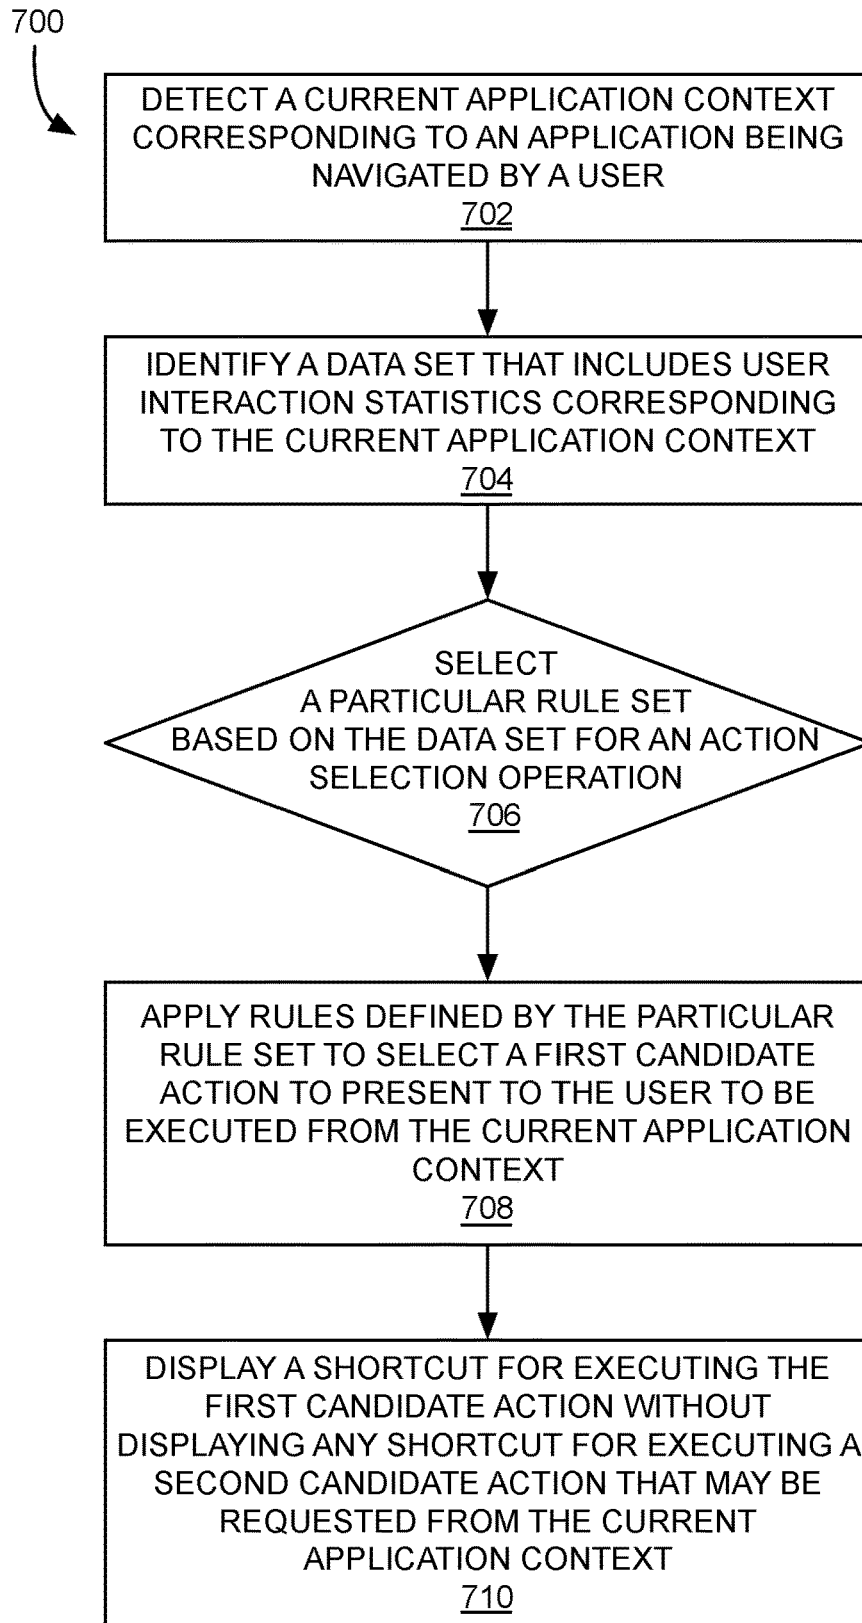 700
DETECT A CURRENT APPLICATION CONTEXT
CORRESPONDING TO AN APPLICATION BEING
NAVIGATED BY A USER
702
IDENTIFY A DATA SET THAT INCLUDES USER
INTERACTION STATISTICS CORRESPONDING
TO THE CURRENT APPLICATION CONTEXT
704
SELECT
A PARTICULAR RULE SET
BASED ON THE DATA SET FOR AN ACTION
SELECTION OPERATION
706
APPLY RULES DEFINED BY THE PARTICULAR
RULE SET TO SELECT A FIRST CANDIDATE
ACTION TO PRESENT TO THE USER TO BE
EXECUTED FROM THE CURRENT APPLICATION
CONTEXT
708
DISPLAY A SHORTCUT FOR EXECUTING THE
FIRST CANDIDATE ACTION WITHOUT
DISPLAYING ANY SHORTCUT FOR EXECUTING A
SECOND CANDIDATE ACTION THAT MAY BE
REQUESTED FROM THE CURRENT
APPLICATION CONTEXT
710